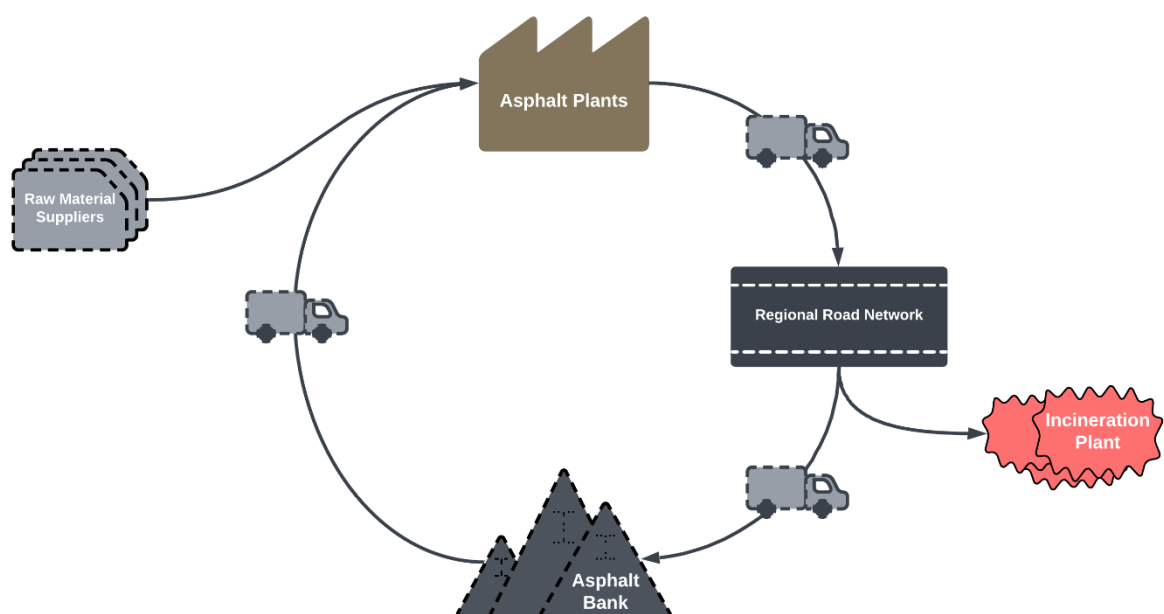 Asphalt Plants
Raw Material
Suppliers
Regional Road Network
Incineration
Plant
Asphalt
Bank